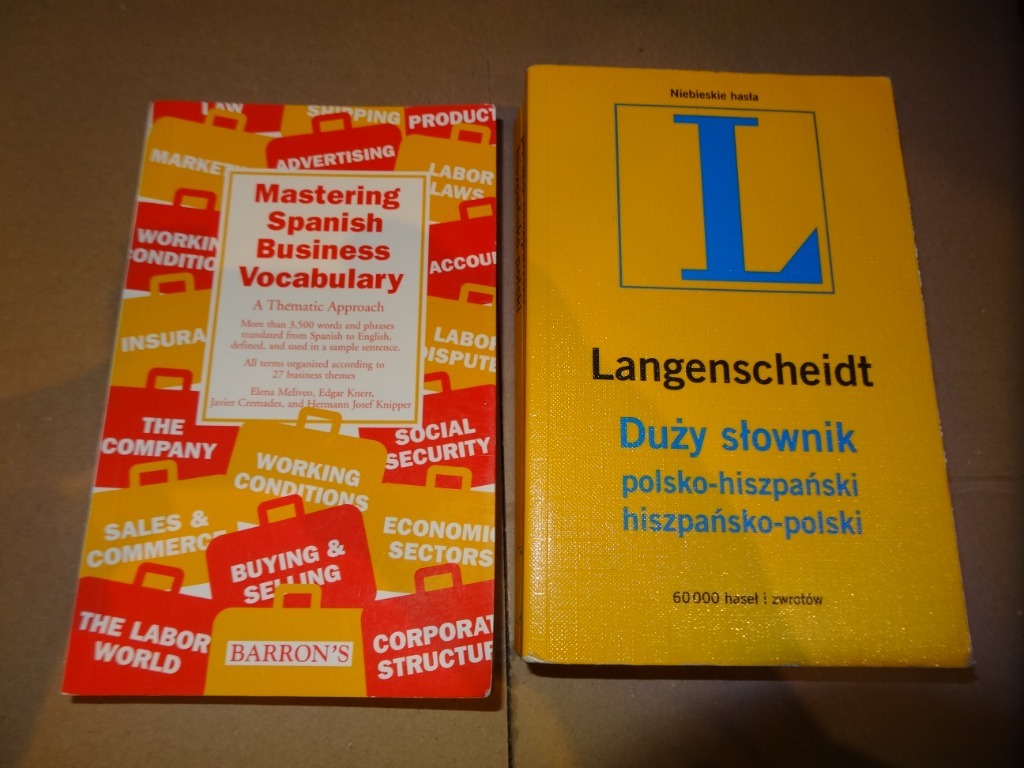 LAW
SHIPPING
PRODUCT
MARKETI
ADVERTISING
LABOR
LAWS
WORKIN
CONDITIO
ACCOU
INSURA
LABO
DISPUTE
Mastering
Spanish
Business
Vocabulary
A Thematic Approach
More than 3,500 words and phrases
translated from Spanish to English,
defined, and used in a sample sentence.
All terms organized according to
27 business themes
Elena Meliveo, Edgar Knerr,
Javier Cremades, and Hermann Josef Knipper
THE
COMPANY
SOCIAL
SECURITY
WORKING
CONDITIONS
SALES &
COMMERCE
ECONOMIC
SECTORS
BUYING &
SELLING
THE LABOR
WORLD
BARRON'S
CORPORAT
STRUCTUR
Niebieskie hasła
L
Langenscheidt
Duży słownik
polsko-hiszpański
hiszpańsko-polski
60 000 haseł i zwrotów